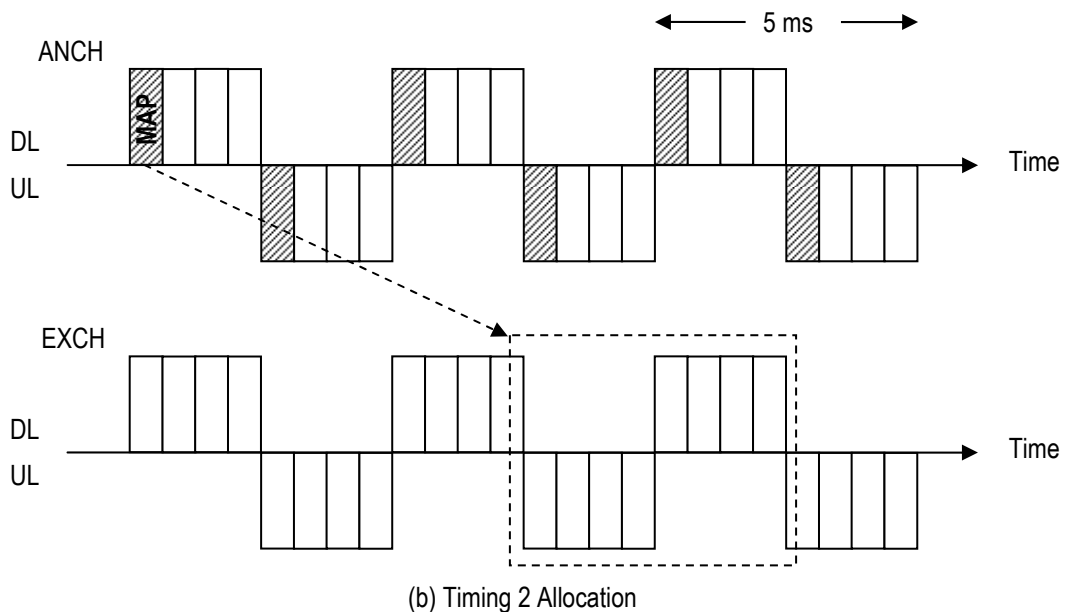 5 ms
ANCH
MAP
DL
UL
Time
EXCH
DL
UL
Time
(b) Timing 2 Allocation